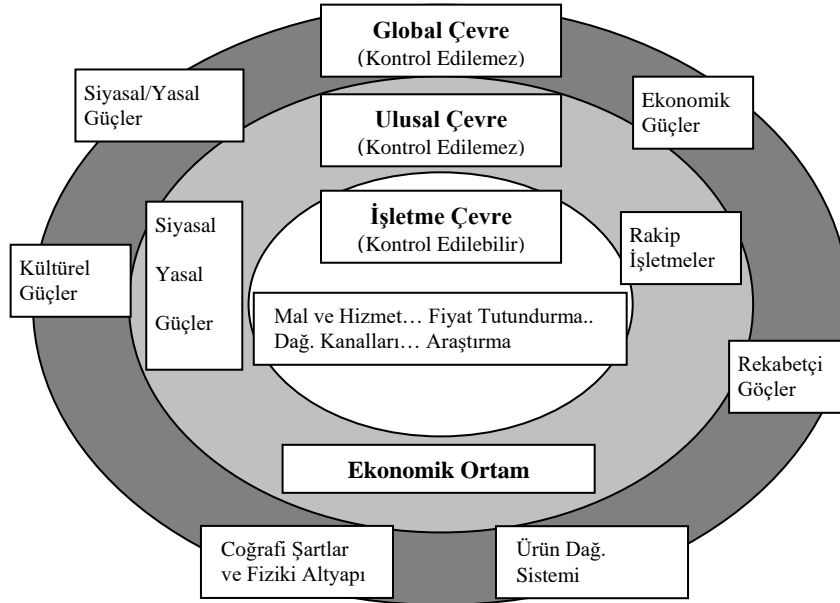 Global Çevre
(Kontrol Edilemez)
Siyasal/Yasal
Güçler
Ekonomik
Güçler
Ulusal Çevre
(Kontrol Edilemez)
İşletme Çevre
(Kontrol Edilebilir)
Siyasal
Yasal
Güçler
Rakip
İşletmeler
Kültürel
Güçler
Mal ve Hizmet… Fiyat Tutundurma..
Dağ. Kanalları… Araştırma
Rekabetçi
Göçler
Ekonomik Ortam
Coğrafi Şartlar
ve Fiziki Altyapı
Ürün Dağ.
Sistemi